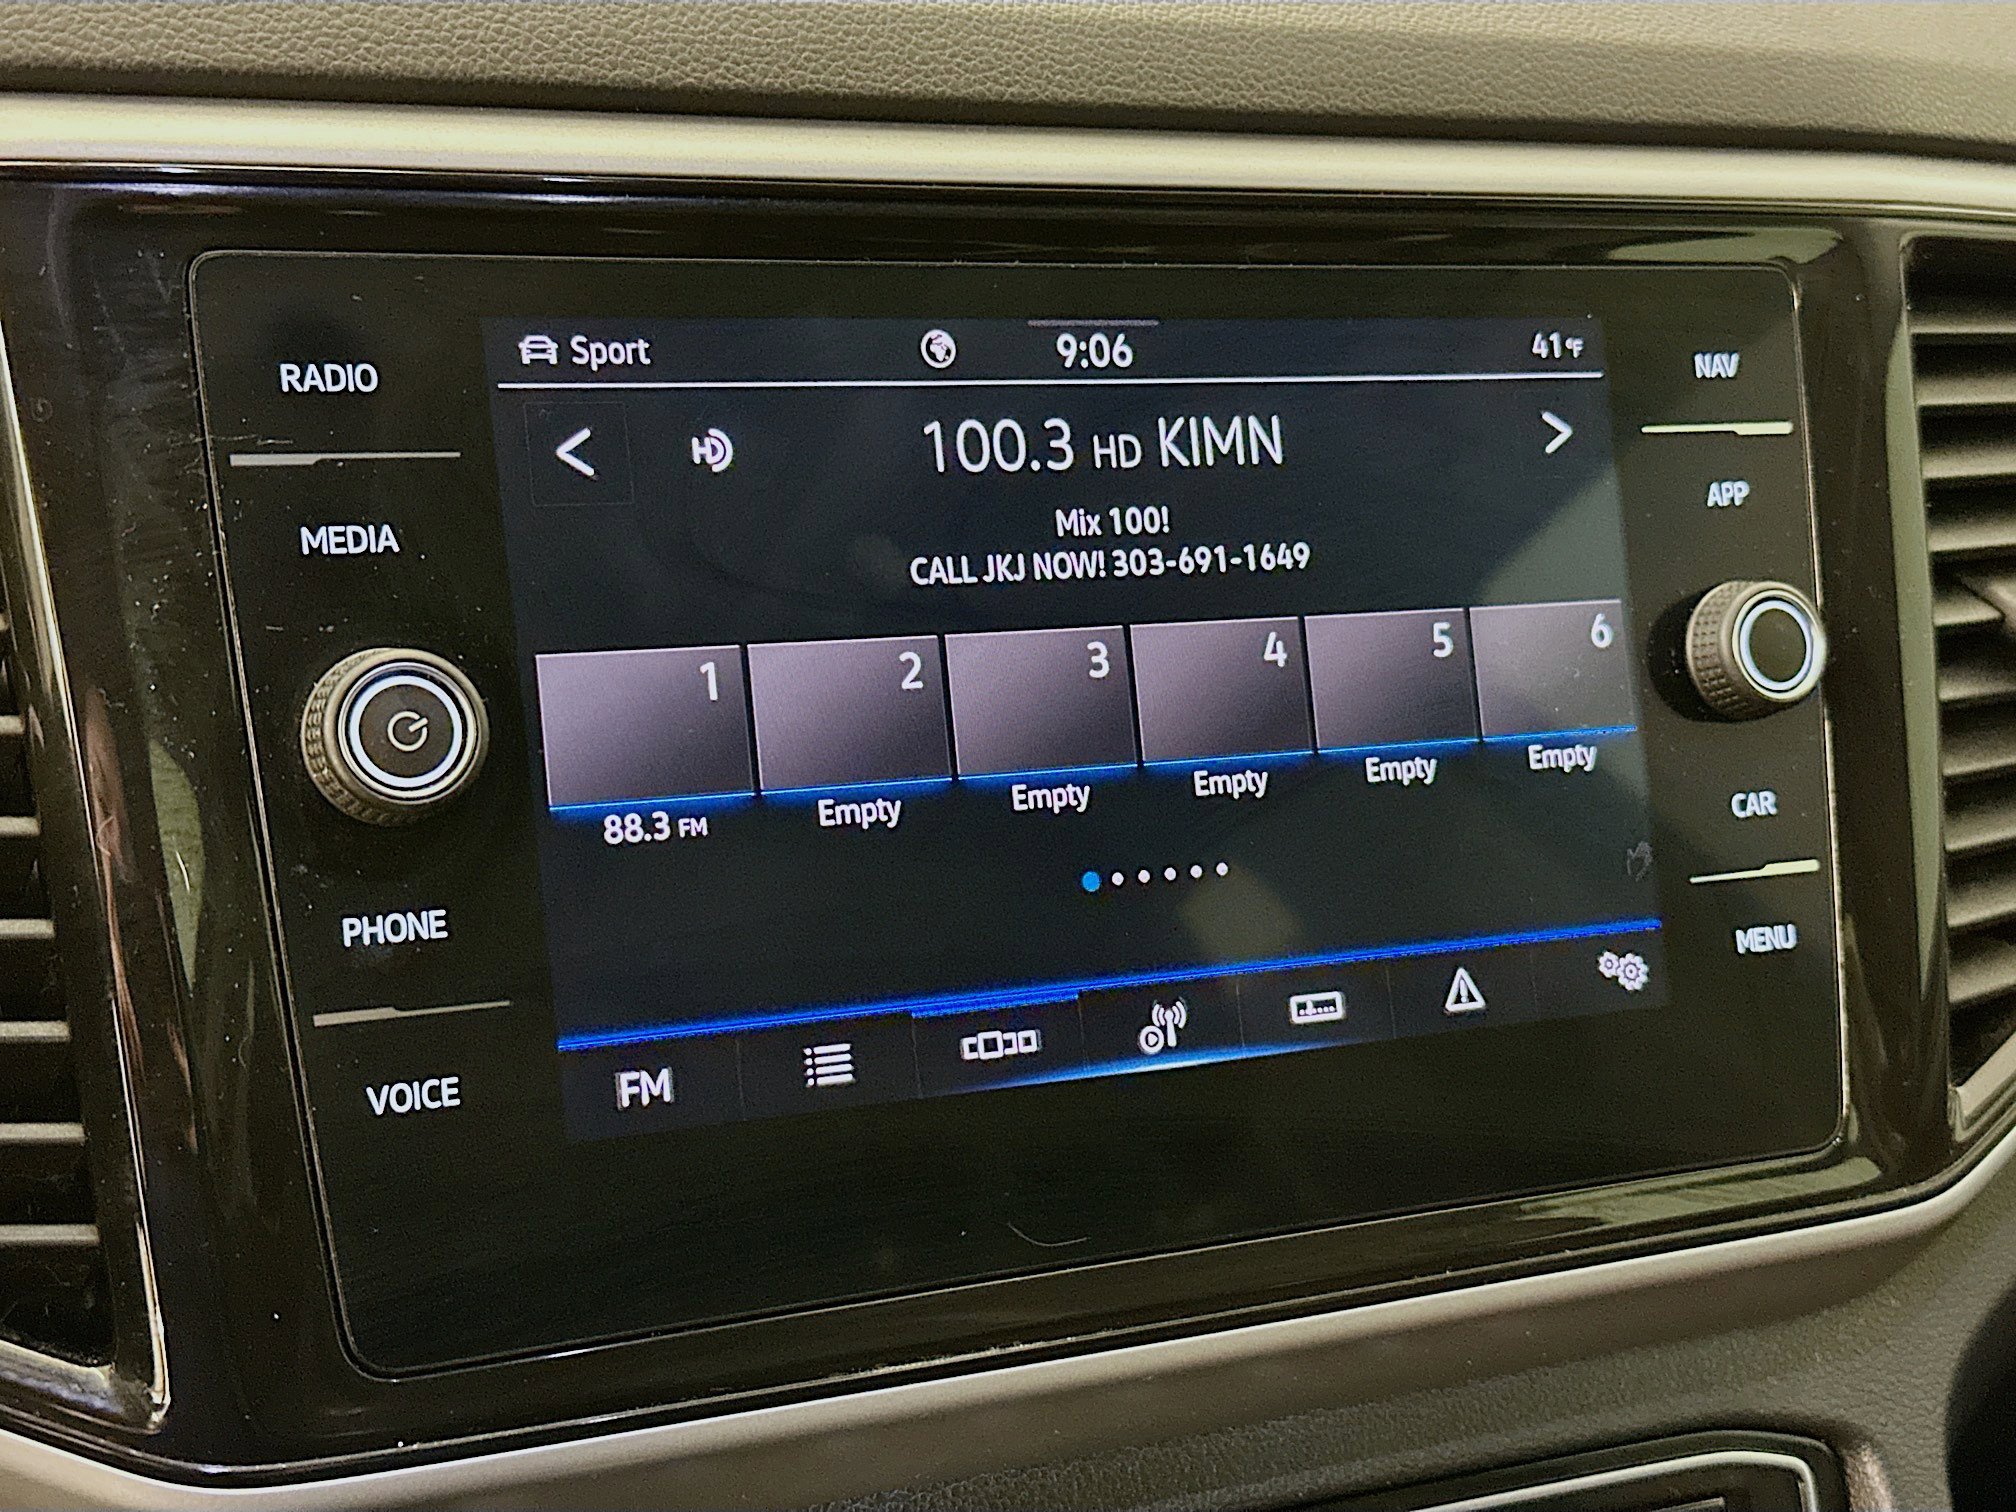 RADIO
MEDIA
PHONE
VOICE
Sport
9:06
41°F
100.3 HD KIMN
HD
Mix 100!
CALL JKJ NOW! 303-691-1649
1
2
3
4
5
6
88.3 FM
Empty
Empty
Empty
Empty
Empty
FM
NAV
APP
CAR
MENU